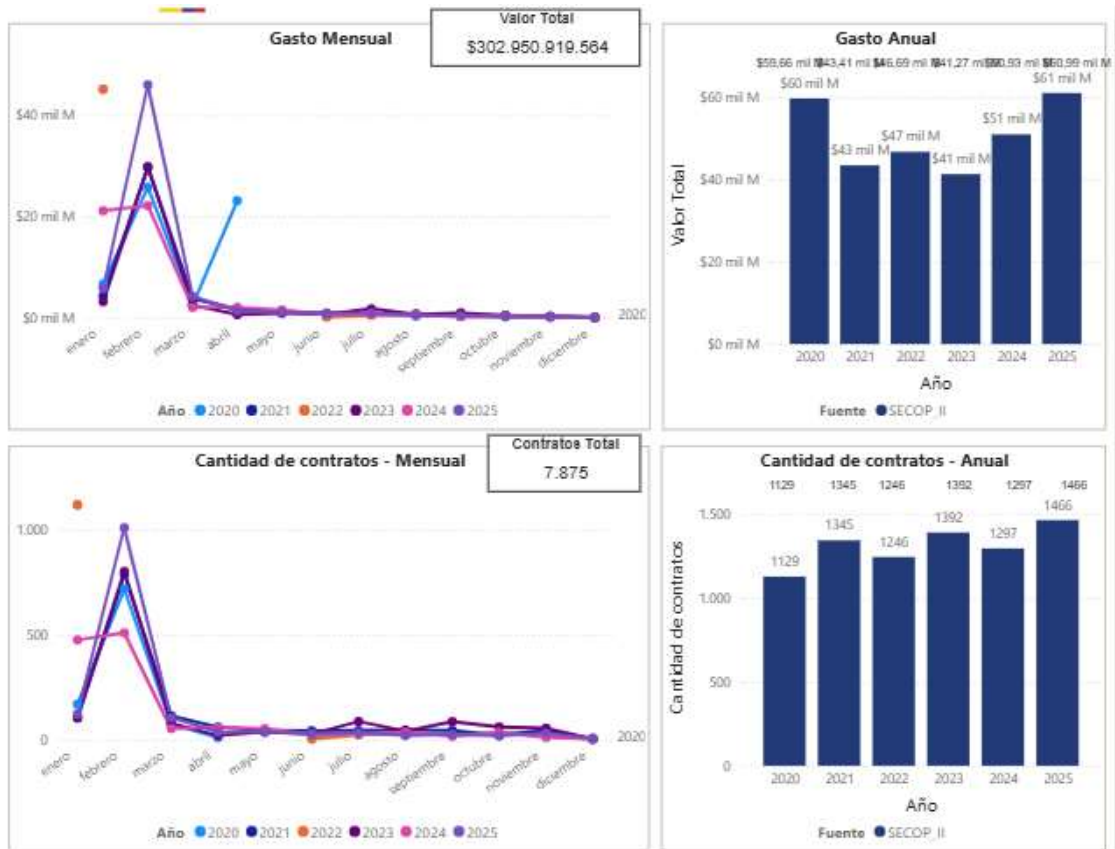 Gasto Mensual
Valor Total
$302.950.919.564
$40 mil M
$20 mil M
$0 mil M
enero
febrero
marzo
abril
mayo
junio
julio
agosto
septiembre
octubre
noviembre
diciembre
2020
Año 2020 2021 2022 2023 2024 2025
Gasto Anual
$59,66 mil M
$60 mil M
$43 mil M
$47 mil M
$41 mil M
$51 mil M
$61 mil M
Valor Total
$60 mil M
$40 mil M
$20 mil M
$0 mil M
2020 2021 2022 2023 2024 2025
Año
Fuente SECOP_II
Cantidad de contratos - Mensual
Contratos Total
7.875
1.000
500
0
enero
febrero
marzo
abril
mayo
junio
julio
agosto
septiembre
octubre
noviembre
diciembre
2020
Año 2020 2021 2022 2023 2024 2025
Cantidad de contratos - Anual
1129 1345 1246 1392 1297 1466
1129
1345
1246
1392
1297
1466
Cantidad de contratos
1.500
1.000
500
0
2020 2021 2022 2023 2024 2025
Año
Fuente SECOP_II